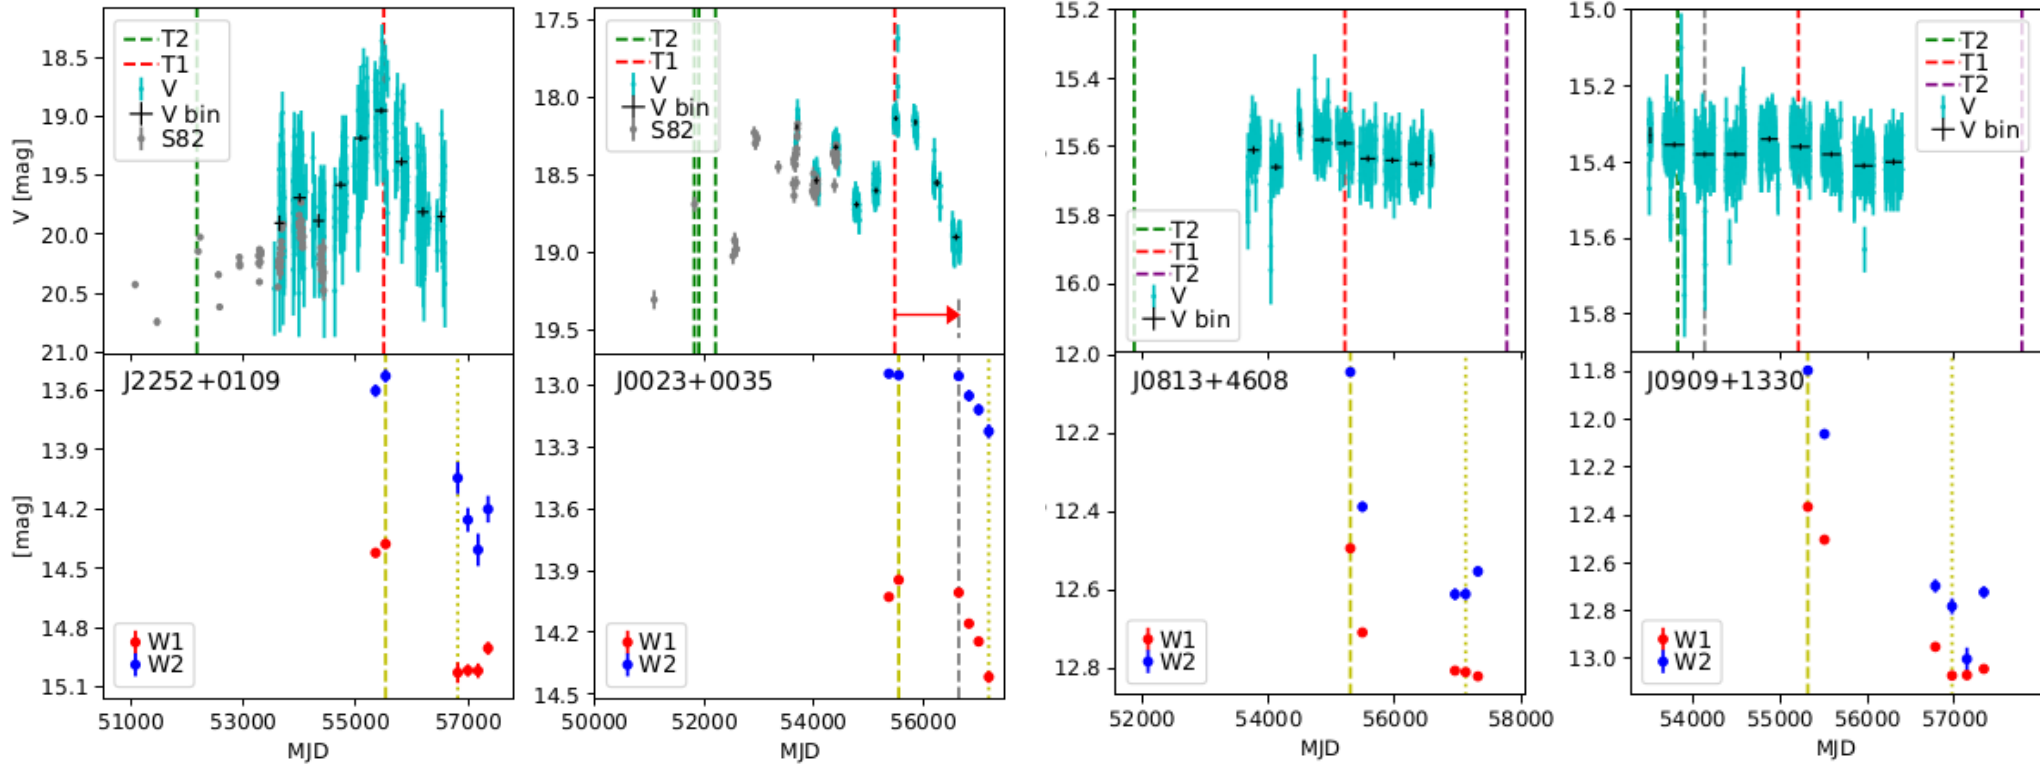 V [mag]
18.5
19.0
19.5
20.0
20.5
21.0
T2
T1
V
V bin
S82
17.5
18.0
18.5
19.0
19.5
T2
T1
V
V bin
S82
15.2
15.4
15.6
15.8
16.0
12.0
T2
T1
T2
V
V bin
15.0
15.2
15.4
15.6
15.8
T2
T1
T2
V
V bin
[mag]
J2252+0109
13.6
13.9
14.2
14.5
14.8
15.1
W1
W2
51000 53000 55000 57000
MJD
J0023+0035
13.0
13.3
13.6
13.9
14.2
14.5
W1
W2
50000 52000 54000 56000
MJD
J0813+4608
12.2
12.4
12.6
12.8
W1
W2
52000 54000 56000 58000
MJD
J0909+1330
11.8
12.0
12.2
12.4
12.6
12.8
13.0
W1
W2
54000 55000 56000 57000
MJD